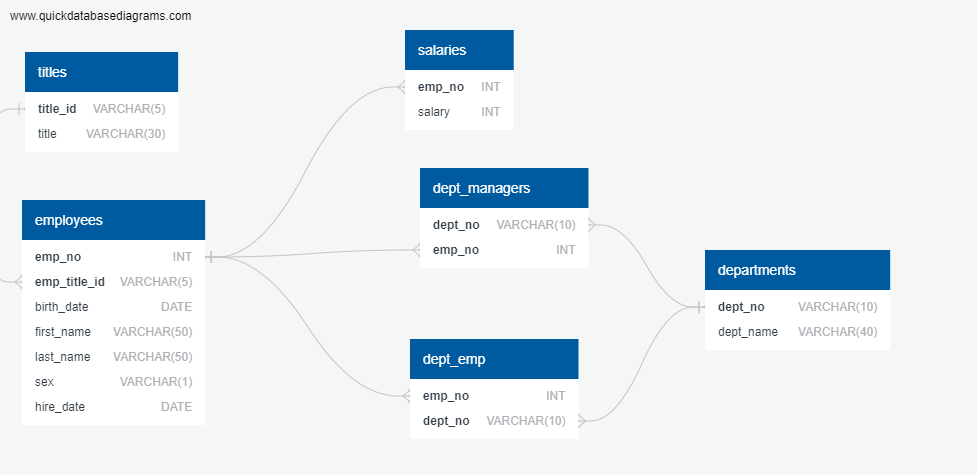 www.quickdatabasediagrams.com
titles
title_id VARCHAR(5)
title VARCHAR(30)
employees
emp_no INT
emp_title_id VARCHAR(5)
birth_date DATE
first_name VARCHAR(50)
last_name VARCHAR(50)
sex VARCHAR(1)
hire_date DATE
salaries
emp_no INT
salary INT
dept_managers
dept_no VARCHAR(10)
emp_no INT
dept_emp
emp_no INT
dept_no VARCHAR(10)
departments
dept_no VARCHAR(10)
dept_name VARCHAR(40)